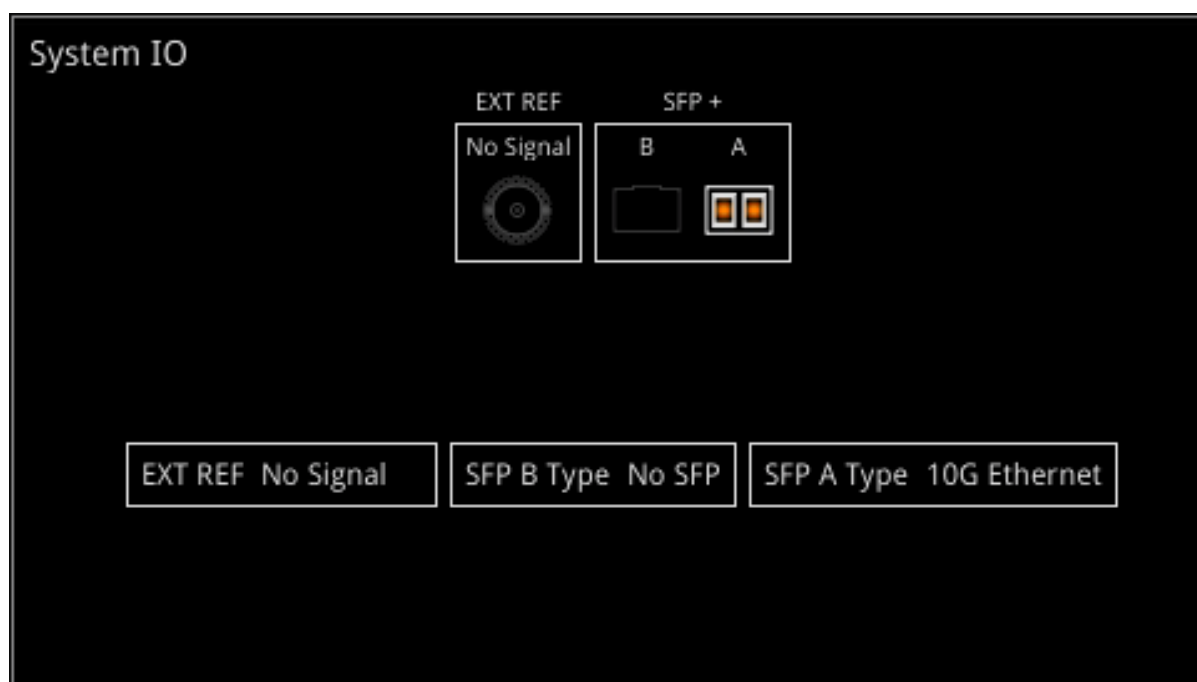 System IO
EXT REF SFP +
No Signal B A
EXT REF No Signal SFP B Type No SFP SFP A Type 10G Ethernet